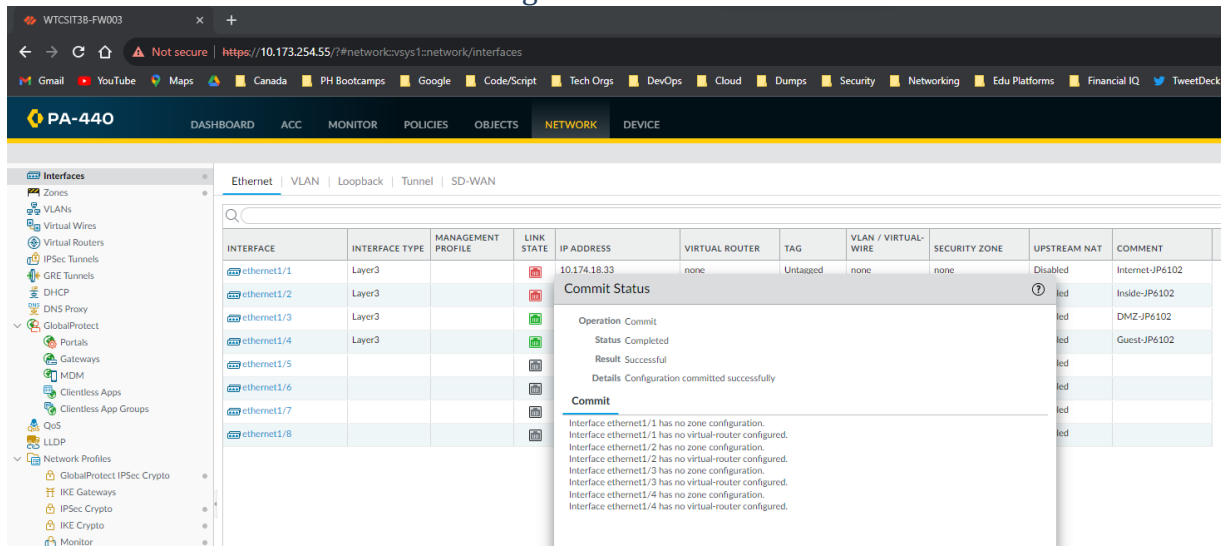 WTCSIT3B-FW003 × +
Not secure | https://10.173.254.55/?#network::vsys1::network/interfaces
Gmail YouTube Maps Canada PH Bootcamps Google Code/Script Tech Orgs DevOps Cloud Dumps Security Networking Edu Platforms Financial IQ TweetDeck
PA-440 DASHBOARD ACC MONITOR POLICIES OBJECTS NETWORK DEVICE
Interfaces
Zones
VLANs
Virtual Wires
Virtual Routers
IPSec Tunnels
GRE Tunnels
DHCP
DNS Proxy
GlobalProtect
Portals
Gateways
MDM
Clientless Apps
Clientless App Groups
QoS
LLDP
Network Profiles
GlobalProtect IPSec Crypto
IKE Gateways
IPSec Crypto
IKE Crypto
Monitor
Ethernet | VLAN | Loopback | Tunnel | SD-WAN
INTERFACE INTERFACE TYPE MANAGEMENT PROFILE LINK STATE IP ADDRESS VIRTUAL ROUTER TAG VLAN / VIRTUAL-WIRE SECURITY ZONE UPSTREAM NAT COMMENT
ethernet1/1 Layer3 10.174.18.33 none Untagged none none Disabled Internet-JP6102
ethernet1/2 Layer3 led Inside-JP6102
ethernet1/3 Layer3 led DMZ-JP6102
ethernet1/4 Layer3 led Guest-JP6102
ethernet1/5 led
ethernet1/6 led
ethernet1/7 led
ethernet1/8 led
Commit Status
Operation Commit
Status Completed
Result Successful
Details Configuration committed successfully
Commit
Interface ethernet1/1 has no zone configuration.
Interface ethernet1/1 has no virtual-router configured.
Interface ethernet1/2 has no zone configuration.
Interface ethernet1/2 has no virtual-router configured.
Interface ethernet1/3 has no zone configuration.
Interface ethernet1/3 has no virtual-router configured.
Interface ethernet1/4 has no zone configuration.
Interface ethernet1/4 has no virtual-router configured.